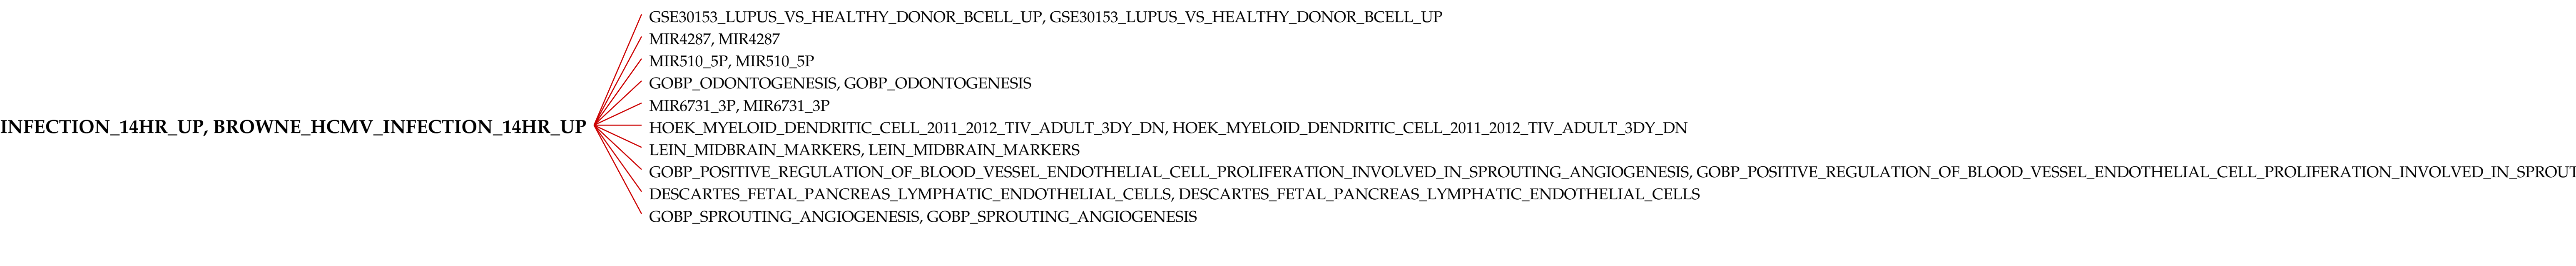 GSE30153_LUPUS_VS_HEALTHY_DONOR_BCELL_UP, GSE30153_LUPUS_VS_HEALTHY_DONOR_BCELL_UP
MIR4287, MIR4287
MIR510_5P, MIR510_5P
GOBP_ODONTOGENESIS, GOBP_ODONTOGENESIS
MIR6731_3P, MIR6731_3P
INFECTION_14HR_UP, BROWNE_HCMV_INFECTION_14HR_UP
HOEK_MYELOID_DENDRITIC_CELL_2011_2012_TIV_ADULT_3DY_DN, HOEK_MYELOID_DENDRITIC_CELL_2011_2012_TIV_ADULT_3DY_DN
LEIN_MIDBRAIN_MARKERS, LEIN_MIDBRAIN_MARKERS
GOBP_POSITIVE_REGULATION_OF_BLOOD_VESSEL_ENDOTHELIAL_CELL_PROLIFERATION_INVOLVED_IN_SPROUTING_ANGIOGENESIS, GOBP_POSITIVE_REGULATION_OF_BLOOD_VESSEL_ENDOTHELIAL_CELL_PROLIFERATION_INVOLVED_IN_SPROUT
DESCARTES_FETAL_PANCREAS_LYMPHATIC_ENDOTHELIAL_CELLS, DESCARTES_FETAL_PANCREAS_LYMPHATIC_ENDOTHELIAL_CELLS
GOBP_SPROUTING_ANGIOGENESIS, GOBP_SPROUTING_ANGIOGENESIS